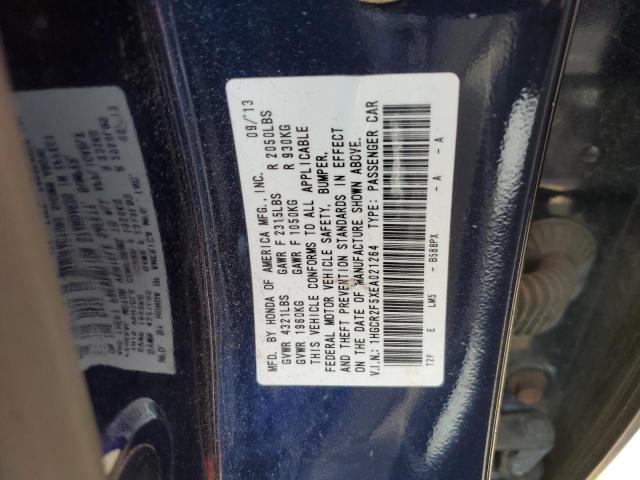 MFD. BY HONDA OF AMERICA MFG., INC. 09/'13
GVWR 4321LBS GAWR F 2315LBS R 2050LBS
GVWR 1960KG GAWR F 1050KG R 930KG
THIS VEHICLE CONFORMS TO ALL APPLICABLE
FEDERAL MOTOR VEHICLE SAFETY, BUMPER,
AND THEFT PREVENTION STANDARDS IN EFFECT
ON THE DATE OF MANUFACTURE SHOWN ABOVE.
V.I.N.: 1HGCR2F5XEA021264 TYPE: PASSENGER CAR
T2F E LM5 - B588PX - A - A